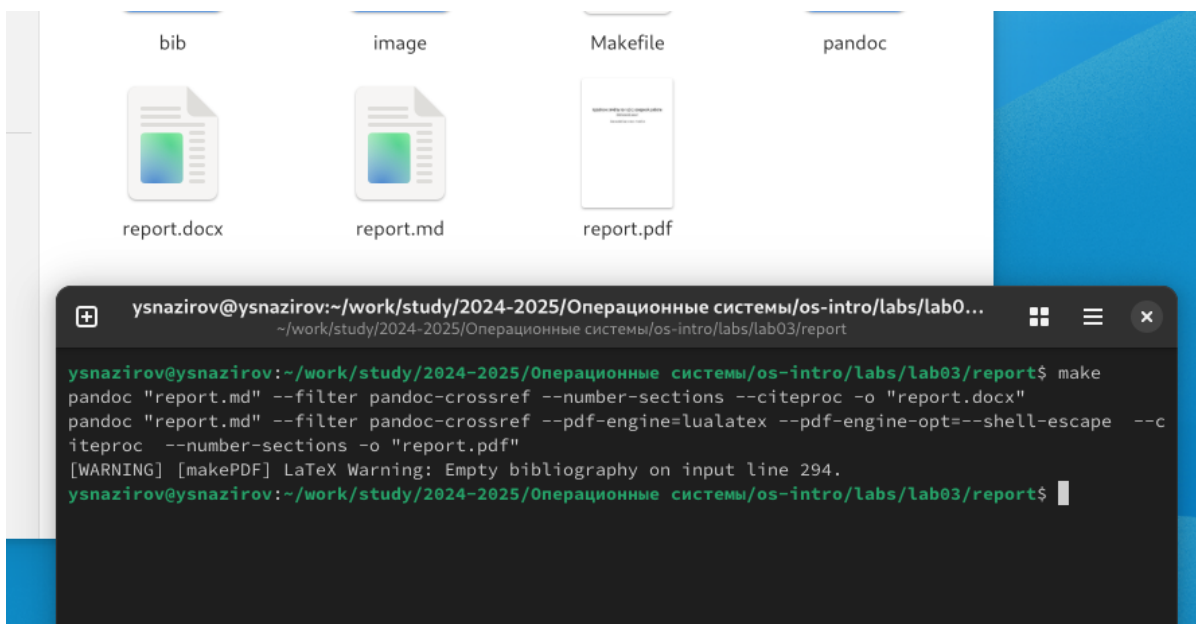 bib image Makefile pandoc
report.docx report.md report.pdf
ysnazirov@ysnazirov:~/work/study/2024-2025/Операционные системы/os-intro/labs/lab0...
~/work/study/2024-2025/Операционные системы/os-intro/labs/lab03/report
ysnazirov@ysnazirov:~/work/study/2024-2025/Операционные системы/os-intro/labs/lab03/report$ make
pandoc "report.md" --filter pandoc-crossref --number-sections --citeproc -o "report.docx"
pandoc "report.md" --filter pandoc-crossref --pdf-engine=lualatex --pdf-engine-opt=--shell-escape  --c
iteproc  --number-sections -o "report.pdf"
[WARNING] [makePDF] LaTeX Warning: Empty bibliography on input line 294.
ysnazirov@ysnazirov:~/work/study/2024-2025/Операционные системы/os-intro/labs/lab03/report$